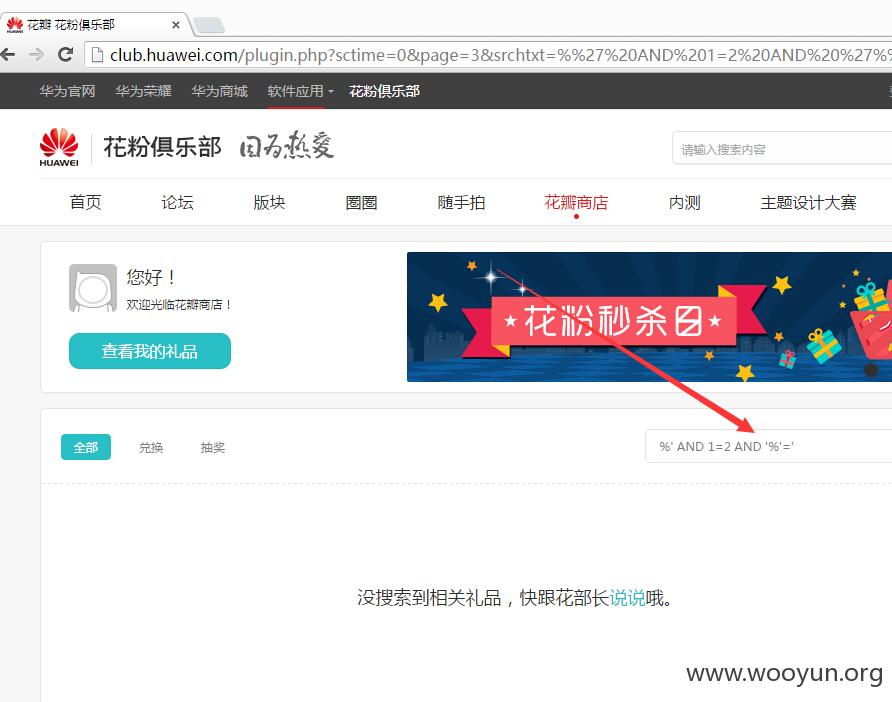 花瓣 花粉俱乐部
club.huawei.com/plugin.php?sctime=0&page=3&srchtxt=%%27%20AND%201=2%20AND%20%27%
华为官网 华为荣耀 华为商城 软件应用 花粉俱乐部
HUAWEI 花粉俱乐部 因为热爱
请输入搜索内容
首页 论坛 版块 圈圈 随手拍 花瓣商店 内测 主题设计大赛
您好！
欢迎光临花瓣商店！
查看我的礼品
花粉秒杀日
全部 兑换 抽奖
%' AND 1=2 AND '%'='
没搜索到相关礼品，快跟花部长说说哦。
www.wooyun.org